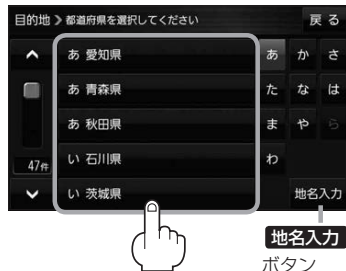 目的地 》都道府県を選択してください 戻る
あ 愛知県 あ か さ
あ 青森県 た な は
あ 秋田県 ま や ら
い 石川県 わ
47件
い 茨城県 地名入力
地名入力
ボタン